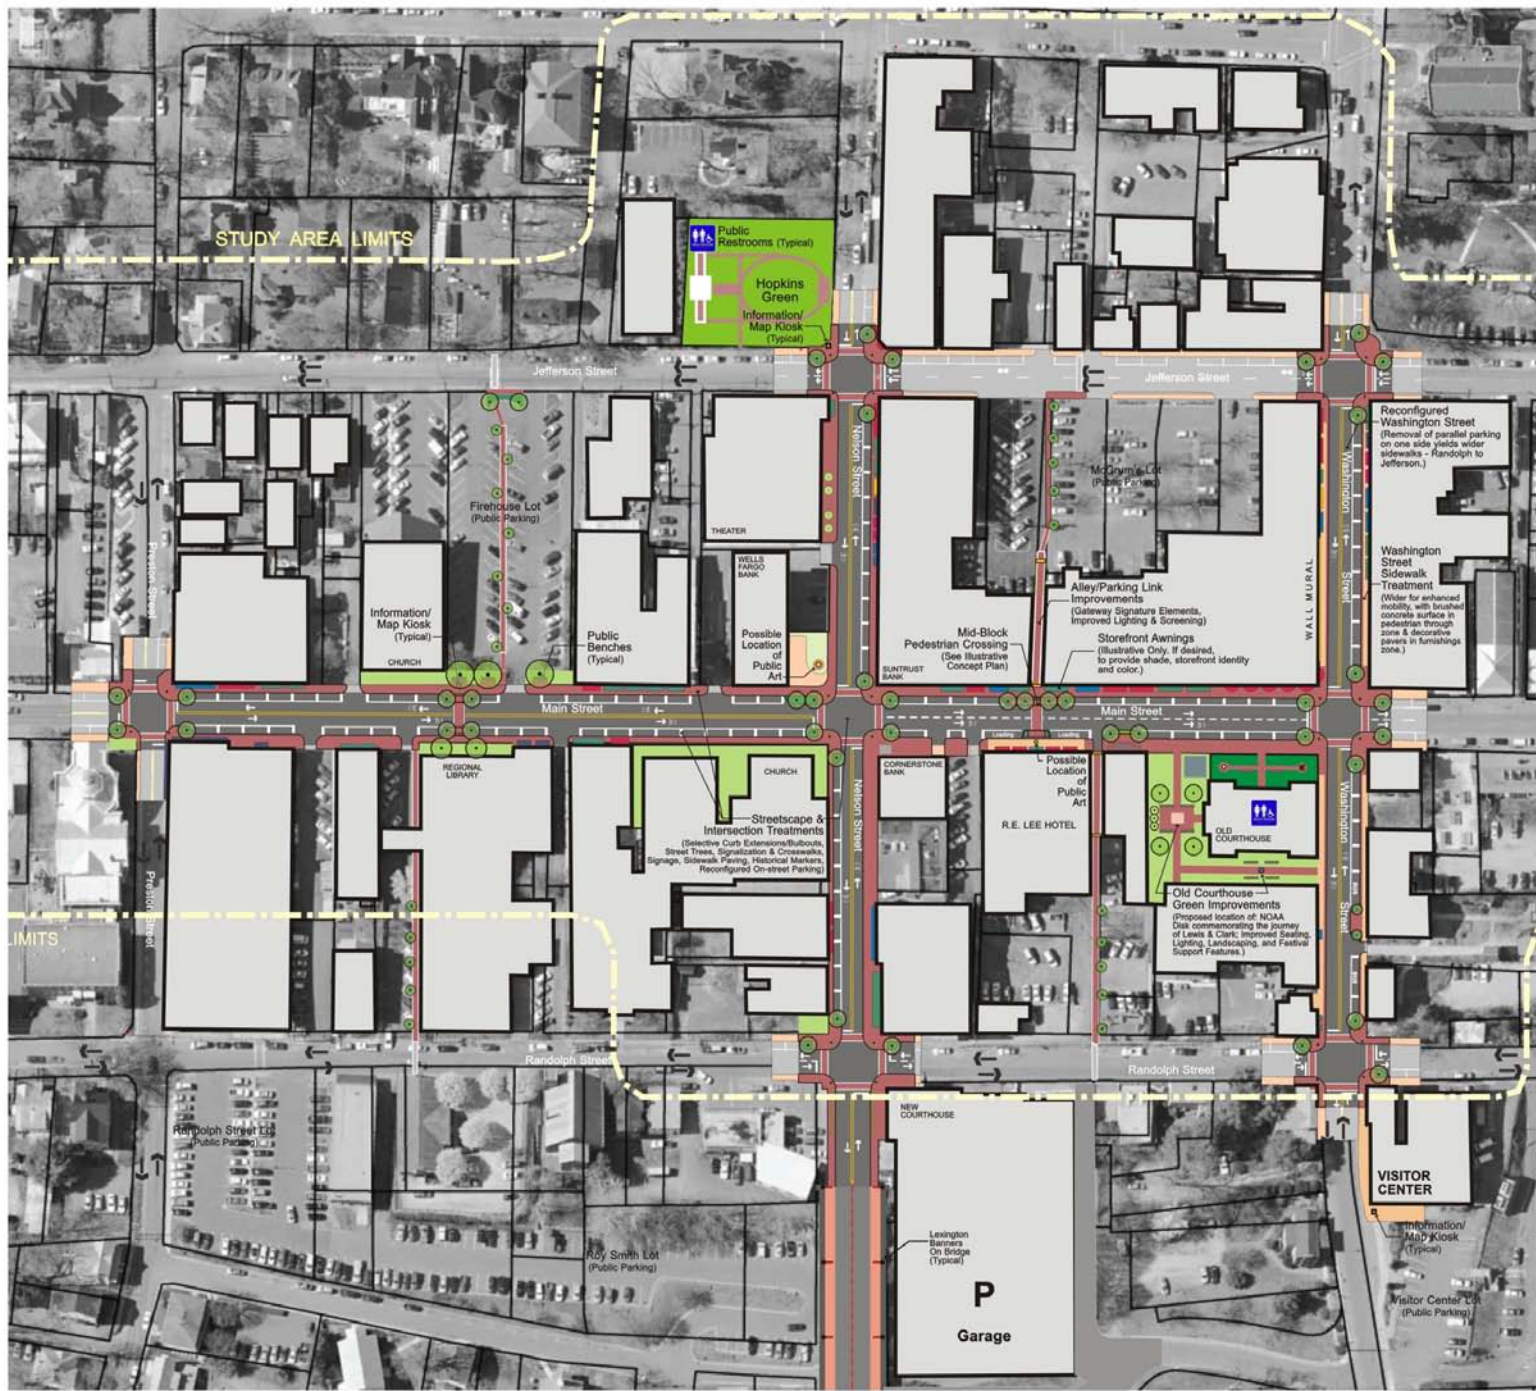 STUDY AREA LIMITS
Public
Restrooms (Typical)
Hopkins
Green
Information/
Map Kiosk
(Typical)
Jefferson Street
Jefferson Street
Nelson Street
Washington
Street
Reconfigured
Washington Street
(Removal of parallel parking
on one side yields wider
sidewalks - Randolph to
Jefferson.)
McCrum's Lot
(Public Parking)
Firehouse Lot
(Public Parking)
THEATER
WELLS
FARGO
BANK
Preston Street
WALL MURAL
Washington
Street
Sidewalk
Treatment
(Wider for enhanced
mobility, with brushed
concrete surface in
pedestrian through
zone & decorative
pavers in furnishings
zone.)
Alley/Parking Link
Improvements
(Gateway Signature Elements,
Improved Lighting & Screening)
Information/
Map Kiosk
(Typical)
CHURCH
Public
Benches
(Typical)
Possible
Location
of
Public
Art
Mid-Block
Pedestrian Crossing
(See Illustrative
Concept Plan)
SUNTRUST
BANK
Storefront Awnings
(Illustrative Only. If desired,
to provide shade, storefront identity
and color.)
Main Street
Main Street
Loading
Loading
REGIONAL
LIBRARY
CHURCH
CORNERSTONE
BANK
Possible
Location
of
Public
Art
R.E. LEE HOTEL
OLD
COURTHOUSE
Nelson Street
Washington
Street
Streetscape &
Intersection Treatments
(Selective Curb Extensions/Bulbouts,
Street Trees, Signalization & Crosswalks,
Signage, Sidewalk Paving, Historical Markers,
Reconfigured On-street Parking)
Preston Street
Old Courthouse
Green Improvements
(Proposed location of: NOAA
Disk commemorating the journey
of Lewis & Clark; Improved Seating,
Lighting, Landscaping, and Festival
Support Features.)
LIMITS
Randolph Street
Randolph Street
NEW
COURTHOUSE
Randolph Street Lot
(Public Parking)
VISITOR
CENTER
Information/
Map Kiosk
(Typical)
Lexington
Banners
On Bridge
(Typical)
Roy Smith Lot
(Public Parking)
P
Garage
Visitor Center Lot
(Public Parking)